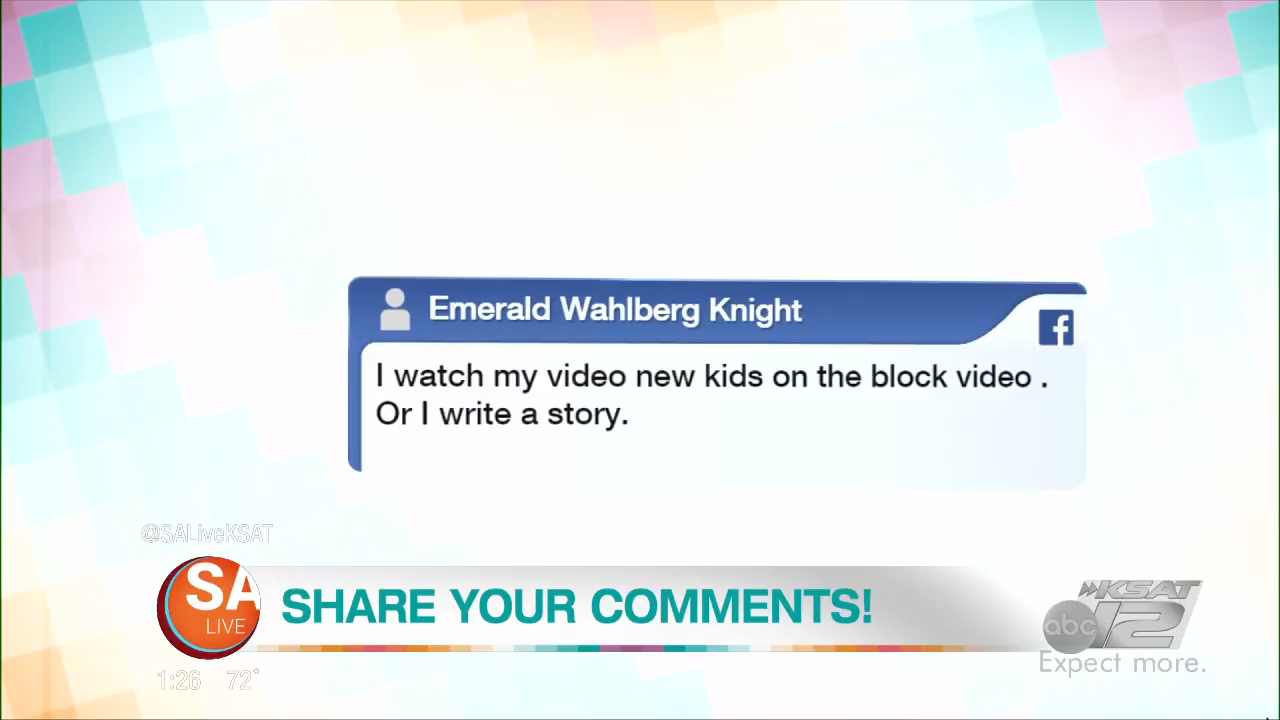 Emerald Wahlberg Knight
I watch my video new kids on the block video .
Or I write a story.
@SALiveKSAT
SA
LIVE
SHARE YOUR COMMENTS!
KSAT
abc 12
Expect more.
1:26 72°